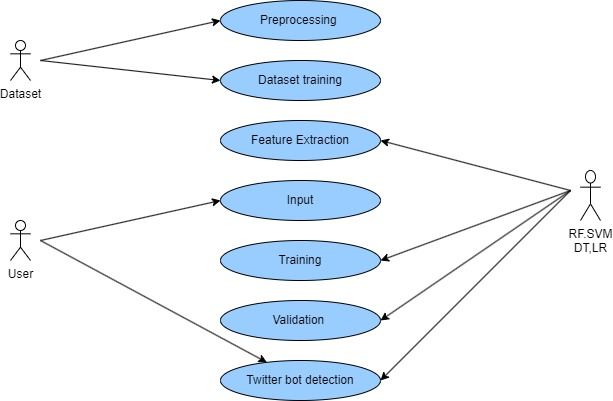 Preprocessing
Dataset
Dataset training
Feature Extraction
Input
RF.SVM
DT,LR
User
Training
Validation
Twitter bot detection